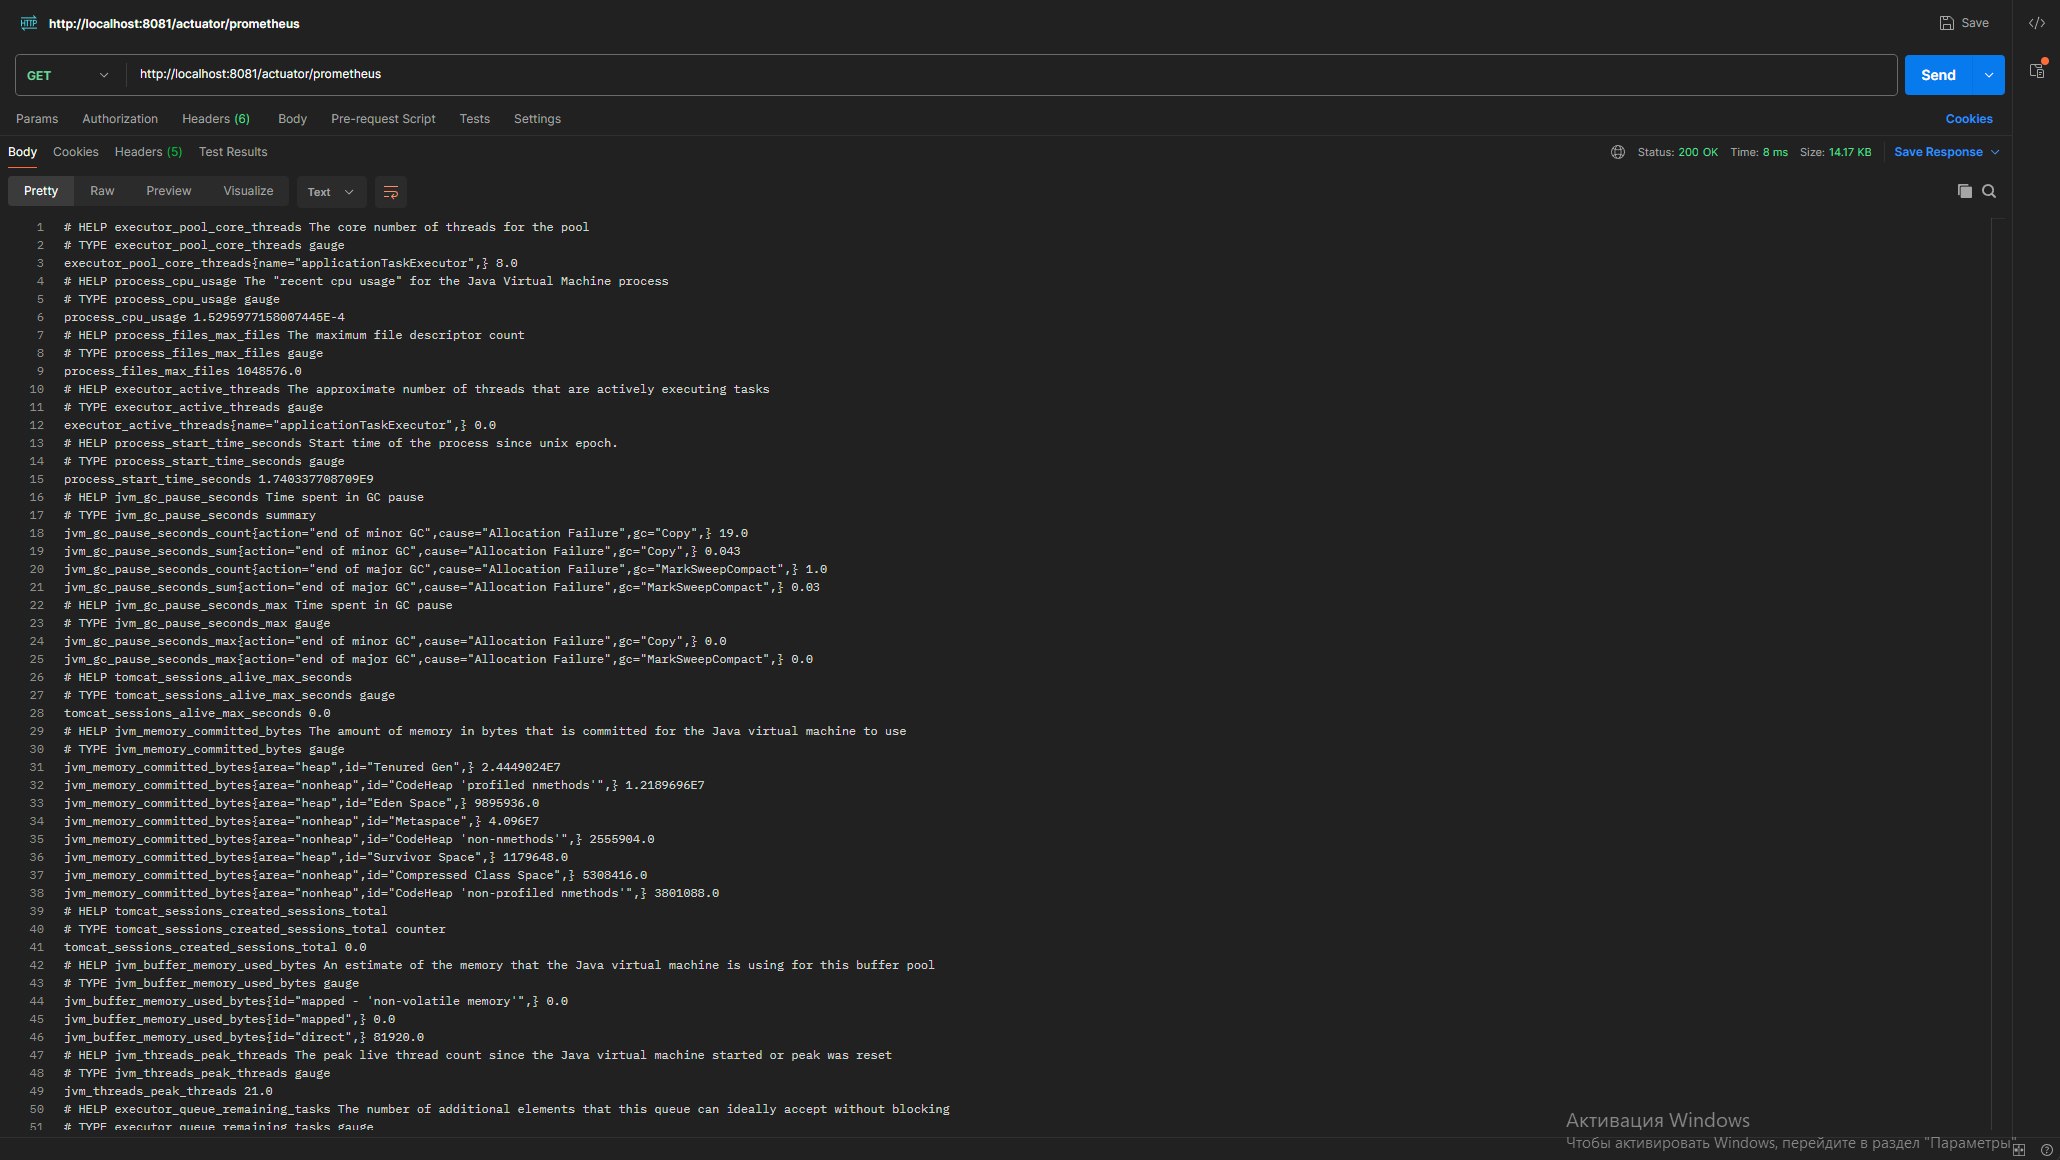 HTTP http://localhost:8081/actuator/prometheus Save
GET http://localhost:8081/actuator/prometheus Send
Params Authorization Headers (6) Body Pre-request Script Tests Settings Cookies
Body Cookies Headers (5) Test Results Status: 200 OK Time: 8 ms Size: 14.17 KB Save Response
Pretty Raw Preview Visualize Text
1 # HELP executor_pool_core_threads The core number of threads for the pool
2 # TYPE executor_pool_core_threads gauge
3 executor_pool_core_threads{name="applicationTaskExecutor",} 8.0
4 # HELP process_cpu_usage The "recent cpu usage" for the Java Virtual Machine process
5 # TYPE process_cpu_usage gauge
6 process_cpu_usage 1.5295977158007445E-4
7 # HELP process_files_max_files The maximum file descriptor count
8 # TYPE process_files_max_files gauge
9 process_files_max_files 1048576.0
10 # HELP executor_active_threads The approximate number of threads that are actively executing tasks
11 # TYPE executor_active_threads gauge
12 executor_active_threads{name="applicationTaskExecutor",} 0.0
13 # HELP process_start_time_seconds Start time of the process since unix epoch.
14 # TYPE process_start_time_seconds gauge
15 process_start_time_seconds 1.740337708709E9
16 # HELP jvm_gc_pause_seconds Time spent in GC pause
17 # TYPE jvm_gc_pause_seconds summary
18 jvm_gc_pause_seconds_count{action="end of minor GC",cause="Allocation Failure",gc="Copy",} 19.0
19 jvm_gc_pause_seconds_sum{action="end of minor GC",cause="Allocation Failure",gc="Copy",} 0.043
20 jvm_gc_pause_seconds_count{action="end of major GC",cause="Allocation Failure",gc="MarkSweepCompact",} 1.0
21 jvm_gc_pause_seconds_sum{action="end of major GC",cause="Allocation Failure",gc="MarkSweepCompact",} 0.03
22 # HELP jvm_gc_pause_seconds_max Time spent in GC pause
23 # TYPE jvm_gc_pause_seconds_max gauge
24 jvm_gc_pause_seconds_max{action="end of minor GC",cause="Allocation Failure",gc="Copy",} 0.0
25 jvm_gc_pause_seconds_max{action="end of major GC",cause="Allocation Failure",gc="MarkSweepCompact",} 0.0
26 # HELP tomcat_sessions_alive_max_seconds
27 # TYPE tomcat_sessions_alive_max_seconds gauge
28 tomcat_sessions_alive_max_seconds 0.0
29 # HELP jvm_memory_committed_bytes The amount of memory in bytes that is committed for the Java virtual machine to use
30 # TYPE jvm_memory_committed_bytes gauge
31 jvm_memory_committed_bytes{area="heap",id="Tenured Gen",} 2.4449024E7
32 jvm_memory_committed_bytes{area="nonheap",id="CodeHeap 'profiled nmethods'",} 1.2189696E7
33 jvm_memory_committed_bytes{area="heap",id="Eden Space",} 9895936.0
34 jvm_memory_committed_bytes{area="nonheap",id="Metaspace",} 4.096E7
35 jvm_memory_committed_bytes{area="nonheap",id="CodeHeap 'non-nmethods'",} 2555904.0
36 jvm_memory_committed_bytes{area="heap",id="Survivor Space",} 1179648.0
37 jvm_memory_committed_bytes{area="nonheap",id="Compressed Class Space",} 5308416.0
38 jvm_memory_committed_bytes{area="nonheap",id="CodeHeap 'non-profiled nmethods'",} 3801088.0
39 # HELP tomcat_sessions_created_sessions_total
40 # TYPE tomcat_sessions_created_sessions_total counter
41 tomcat_sessions_created_sessions_total 0.0
42 # HELP jvm_buffer_memory_used_bytes An estimate of the memory that the Java virtual machine is using for this buffer pool
43 # TYPE jvm_buffer_memory_used_bytes gauge
44 jvm_buffer_memory_used_bytes{id="mapped - 'non-volatile memory'",} 0.0
45 jvm_buffer_memory_used_bytes{id="mapped",} 0.0
46 jvm_buffer_memory_used_bytes{id="direct",} 81920.0
47 # HELP jvm_threads_peak_threads The peak live thread count since the Java virtual machine started or peak was reset
48 # TYPE jvm_threads_peak_threads gauge
49 jvm_threads_peak_threads 21.0
50 # HELP executor_queue_remaining_tasks The number of additional elements that this queue can ideally accept without blocking
51 # TYPE executor_queue_remaining_tasks gauge
Активация Windows
Чтобы активировать Windows, перейдите в раздел "Параметры"